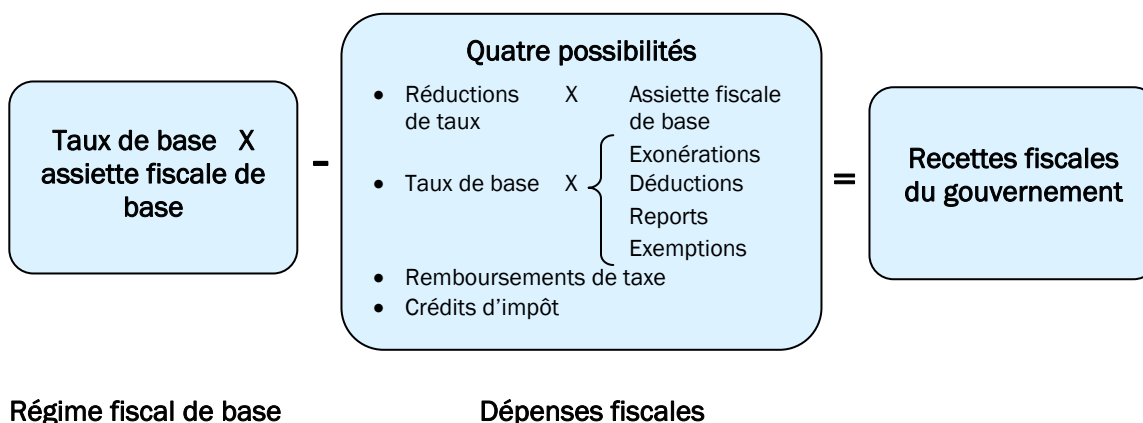 Taux de base X
assiette fiscale de
base
-
Quatre possibilités
• Réductions X Assiette fiscale
de taux de base
Exonérations
• Taux de base X Déductions
Reports
Exemptions
• Remboursements de taxe
• Crédits d'impôt
=
Recettes fiscales
du gouvernement
Régime fiscal de base Dépenses fiscales